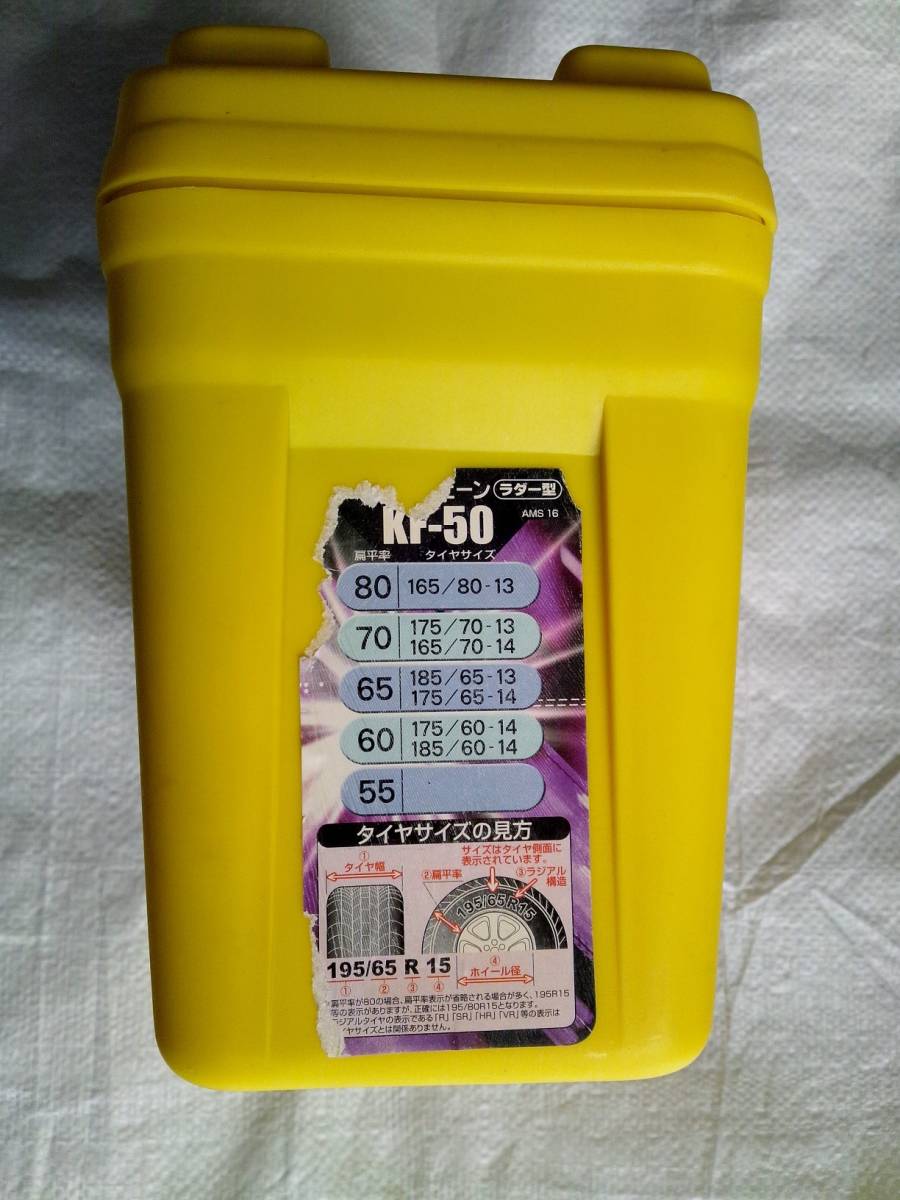 ェーン ラダー型
KF-50 AMS 16
扁平率 タイヤサイズ
80 165/80-13
70 175/70-13
165/70-14
65 185/65-13
175/65-14
60 175/60-14
185/60-14
55
タイヤサイズの見方
① タイヤ幅
サイズはタイヤ側面に
表示されています。
②扁平率
③ラジアル
構造
195/65 R15
195/65 R 15
① ② ③ ④
④
ホイール径
扁平率が80の場合、扁平率表示が省略される場合が多く、195R15
等の表示がありますが、正確には195/80R15となります。
ラジアルタイヤの表示である「R」「SR」「HR」「VR」等の表示は
イヤサイズとは関係ありません。